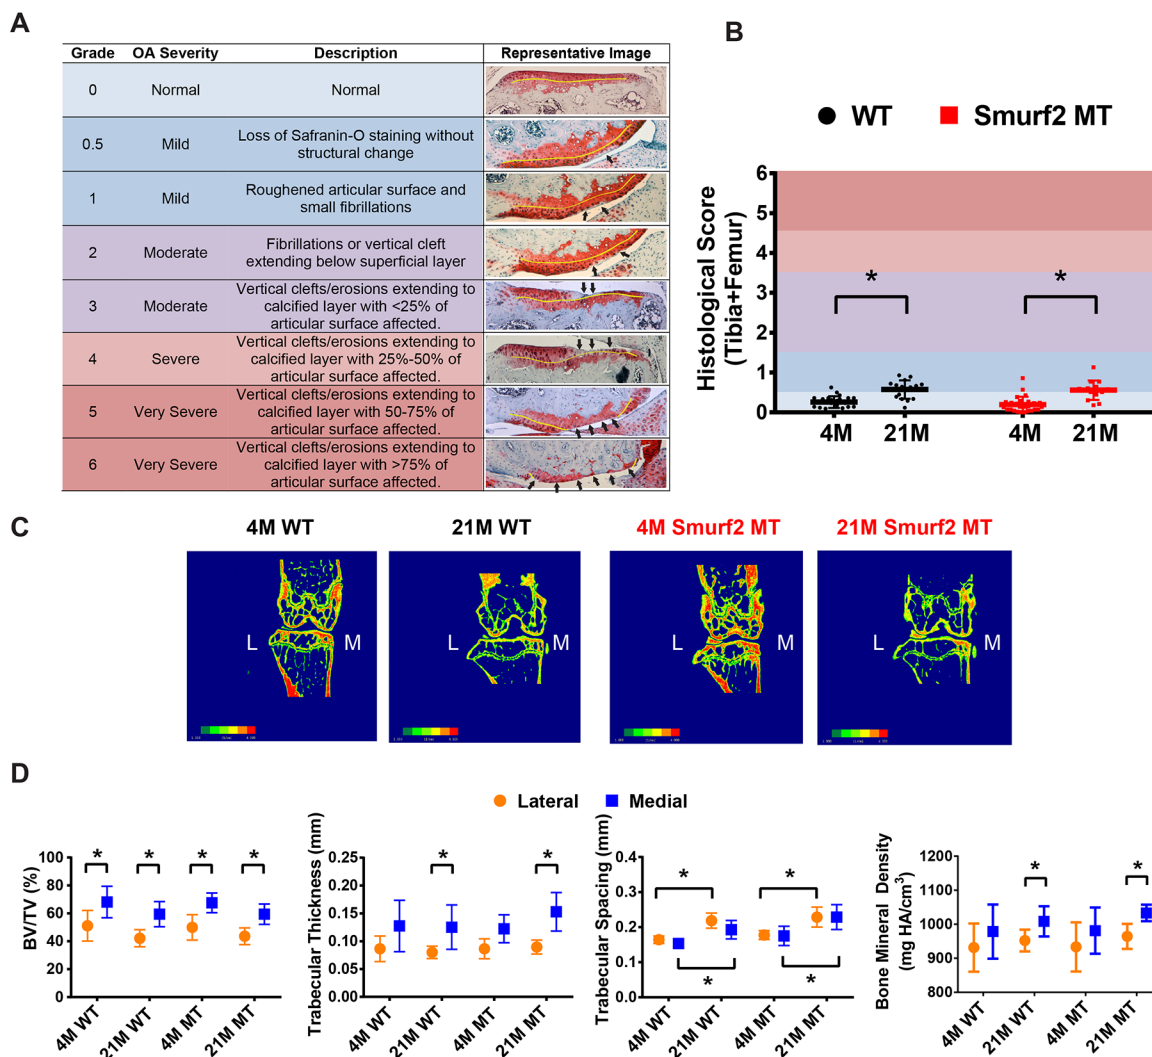 A
Grade OA Severity Description Representative Image
0 Normal Normal
0.5 Mild Loss of Safranin-O staining without
structural change
1 Mild Roughened articular surface and
small fibrillations
2 Moderate Fibrillations or vertical cleft
extending below superficial layer
3 Moderate Vertical clefts/erosions extending to
calcified layer with <25% of
articular surface affected.
4 Severe Vertical clefts/erosions extending to
calcified layer with 25%-50% of
articular surface affected.
5 Very Severe Vertical clefts/erosions extending to
calcified layer with 50-75% of
articular surface affected.
6 Very Severe Vertical clefts/erosions extending to
calcified layer with >75% of
articular surface affected.
B
WT Smurf2 MT
Histological Score
(Tibia+Femur)
6
5
4
3
2
1
0
* *
4M 21M 4M 21M
C
4M WT 21M WT 4M Smurf2 MT 21M Smurf2 MT
L M L M L M L M
D
Lateral Medial
BV/TV (%)
100
80
60
40
20
0
* * * *
4M WT 21M WT 4M MT 21M MT
Trabecular Thickness (mm)
0.25
0.20
0.15
0.10
0.05
0.00
* *
4M WT 21M WT 4M MT 21M MT
Trabecular Spacing (mm)
0.4
0.3
0.2
0.1
0.0
* *
* *
4M WT 21M WT 4M MT 21M MT
Bone Mineral Density
(mg HA/cm³)
1200
1100
1000
900
800
* *
4M WT 21M WT 4M MT 21M MT